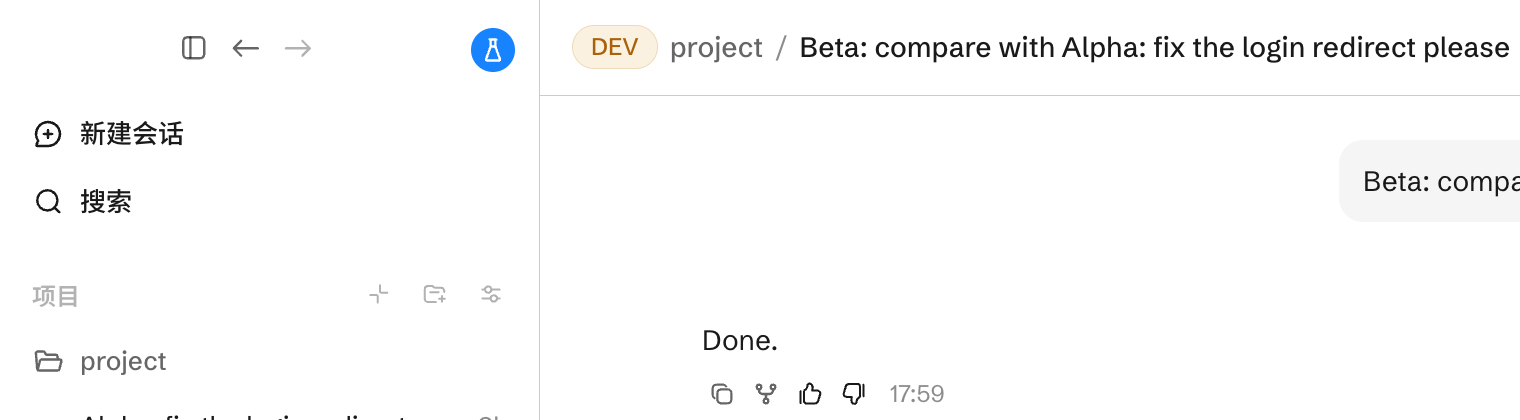 DEV project / Beta: compare with Alpha: fix the login redirect please
新建会话
搜索
Beta: compa
项目
Done.
project
17:59